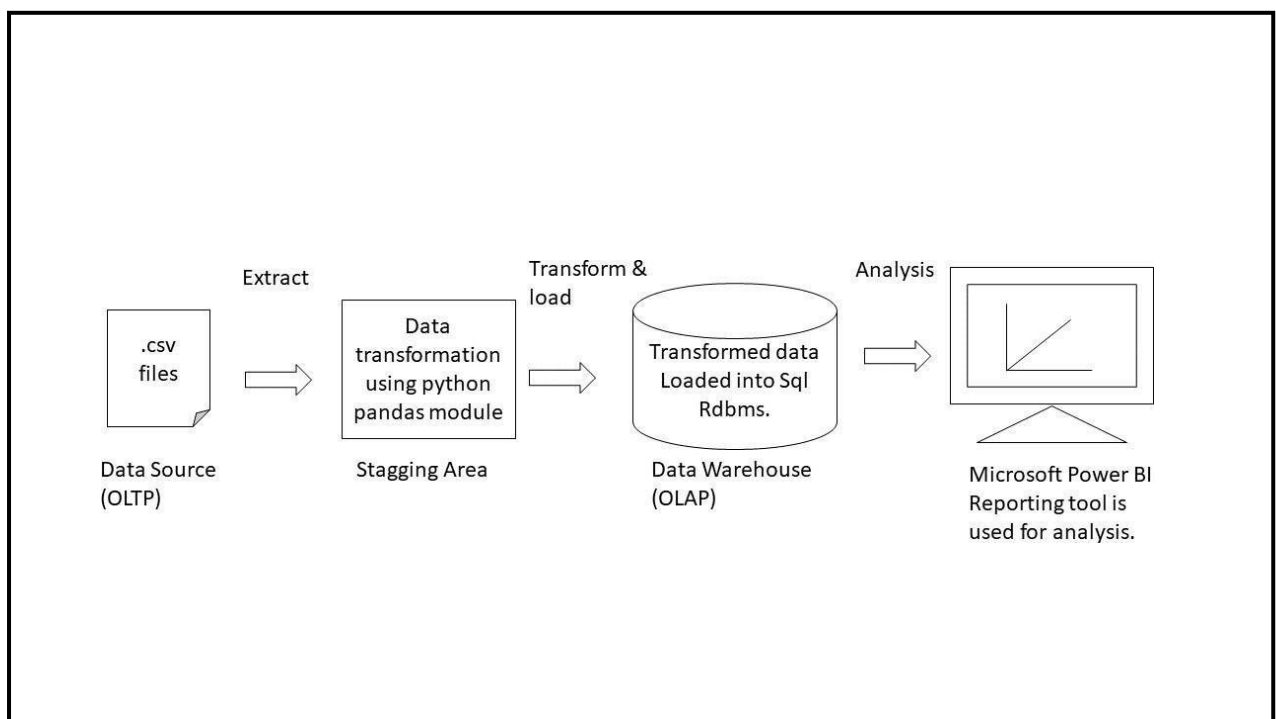 Extract
Transform &
load
Analysis
.csv
files
Data
transformation
using python
pandas module
Transformed data
Loaded into Sql
Rdbms.
Data Source
(OLTP)
Stagging Area
Data Warehouse
(OLAP)
Microsoft Power BI
Reporting tool is
used for analysis.